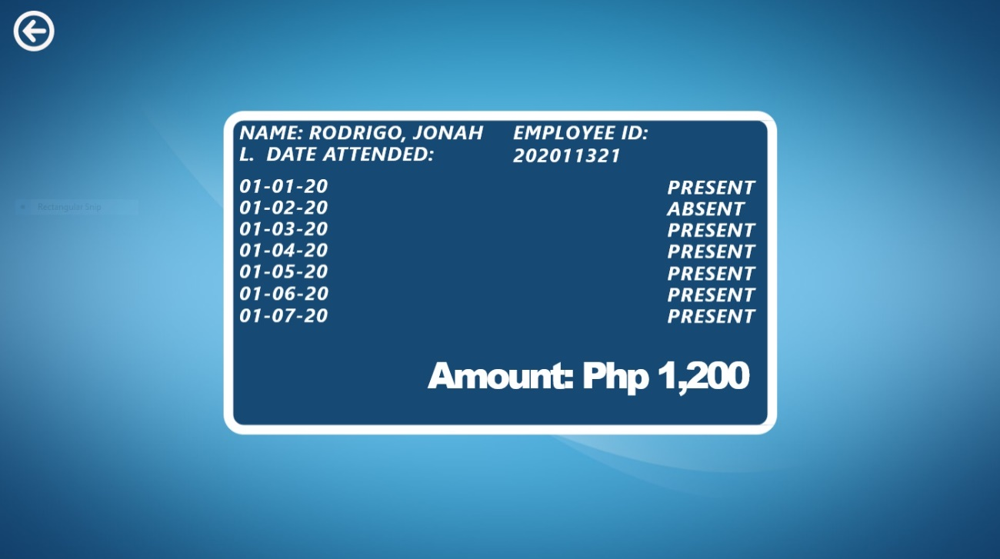 NAME: RODRIGO, JONAH
L. DATE ATTENDED:
EMPLOYEE ID:
202011321
01-01-20 PRESENT
01-02-20 ABSENT
01-03-20 PRESENT
01-04-20 PRESENT
01-05-20 PRESENT
01-06-20 PRESENT
01-07-20 PRESENT
Rectangular Snip
Amount: Php 1,200